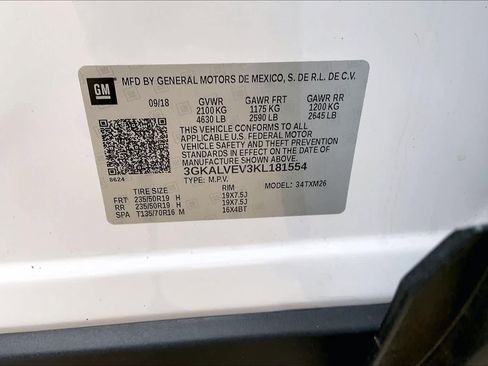 GM
MFD BY GENERAL MOTORS DE MEXICO, S. DE R.L. DE C.V.
09/18 GVWR GAWR FRT GAWR RR
2100 KG 1175 KG 1200 KG
4630 LB 2590 LB 2645 LB
THIS VEHICLE CONFORMS TO ALL
APPLICABLE U.S. FEDERAL MOTOR
VEHICLE SAFETY AND THEFT
PREVENTION STANDARDS IN EFFECT
ON THE DATE OF MANUFACTURE
SHOWN ABOVE.
3GKALVEV3KL181554
8624 TYPE: M.P.V. MODEL: 34TXM26
TIRE SIZE RIM
FRT 235/50R19 H 19X7.5J
RR 235/50R19 H 19X7.5J
SPA T135/70R16 M 16X4BT